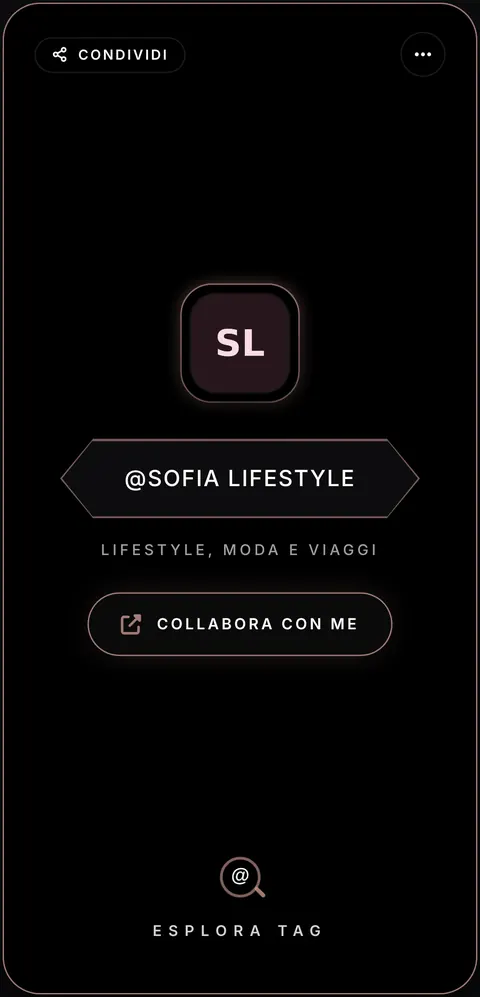 CONDIVIDI
SL
@SOFIA LIFESTYLE
LIFESTYLE, MODA E VIAGGI
COLLABORA CON ME
@
ESPLORA TAG